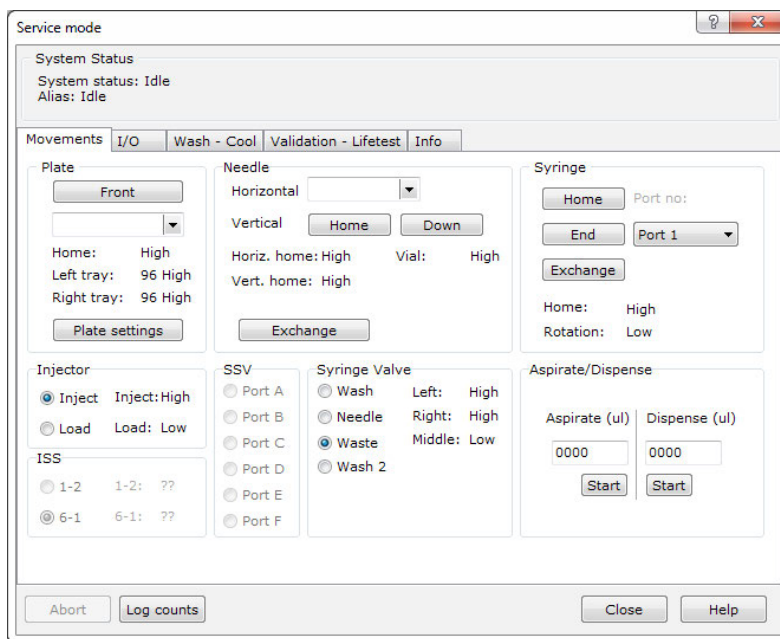 Service mode
?
X
System Status
System status: Idle
Alias: Idle
Movements
I/O
Wash - Cool
Validation - Lifetest
Info
Plate
Front
Home: High
Left tray: 96 High
Right tray: 96 High
Plate settings
Needle
Horizontal
Vertical Home Down
Horiz. home: High Vial: High
Vert. home: High
Exchange
Syringe
Home Port no:
End Port 1
Exchange
Home: High
Rotation: Low
Injector
Inject Inject: High
Load Load: Low
ISS
1-2 1-2: ??
6-1 6-1: ??
SSV
Port A
Port B
Port C
Port D
Port E
Port F
Syringe Valve
Wash Left: High
Needle Right: High
Waste Middle: Low
Wash 2
Aspirate/Dispense
Aspirate (ul) Dispense (ul)
0000 0000
Start Start
Abort Log counts Close Help